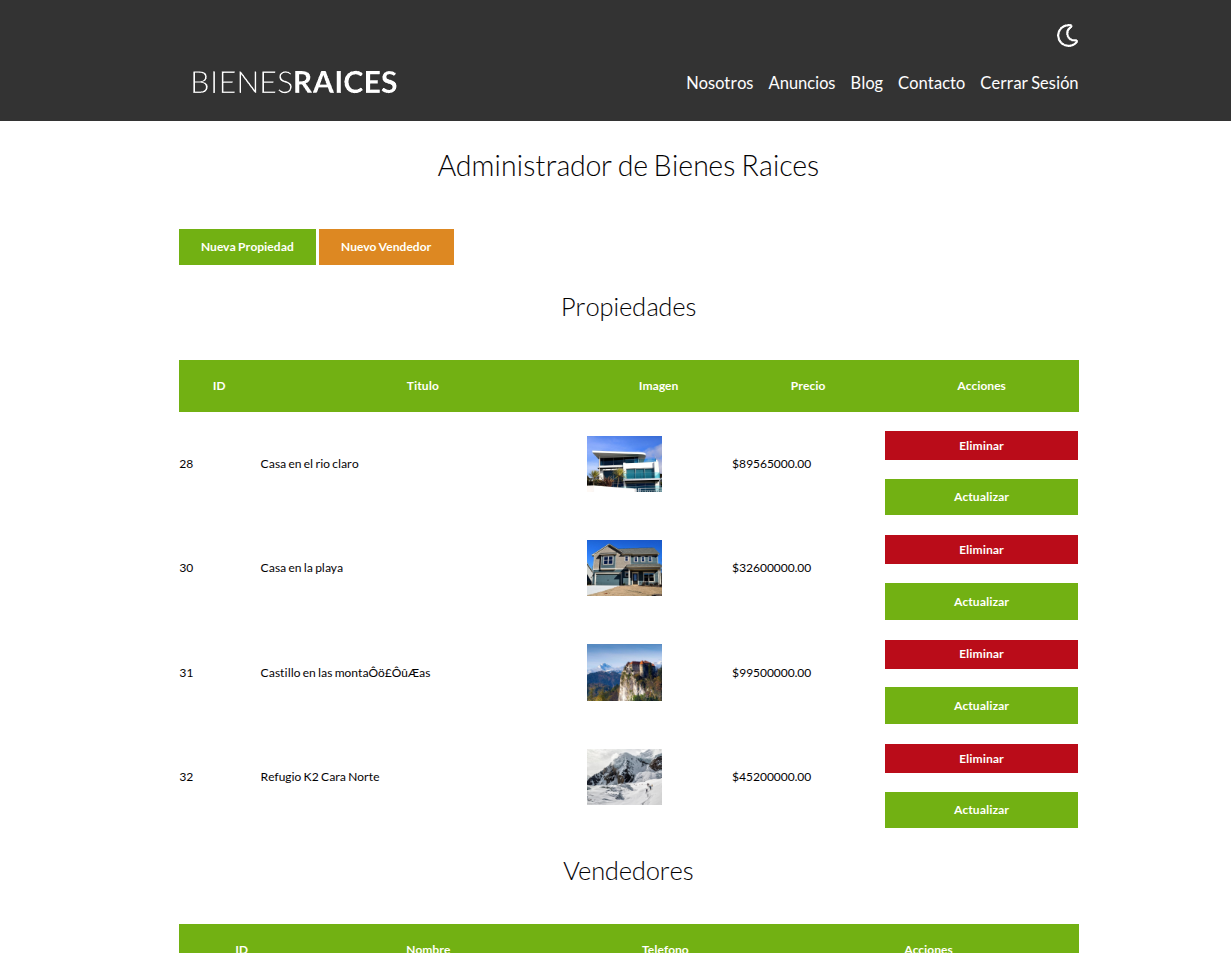 BIENESRAICES
Nosotros Anuncios Blog Contacto Cerrar Sesión
Administrador de Bienes Raices
Nueva Propiedad Nuevo Vendedor
Propiedades
ID Titulo Imagen Precio Acciones
28 Casa en el rio claro $89565000.00 Eliminar
Actualizar
30 Casa en la playa $32600000.00 Eliminar
Actualizar
31 Castillo en las montaÔö£ÔûÆas $99500000.00 Eliminar
Actualizar
32 Refugio K2 Cara Norte $45200000.00 Eliminar
Actualizar
Vendedores
ID Nombre Telefono Acciones